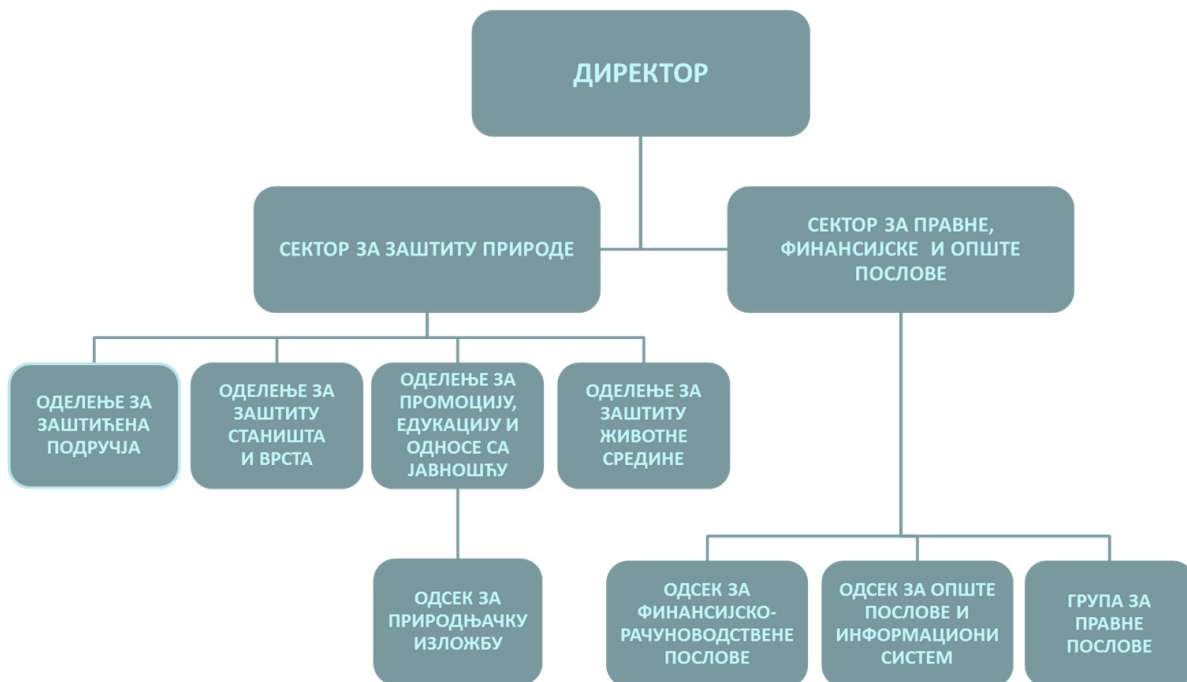 ДИРЕКТОР
СЕКТОР ЗА ЗАШТИТУ ПРИРОДЕ
СЕКТОР ЗА ПРАВНЕ,
ФИНАНСИЈСКЕ И ОПШТЕ
ПОСЛОВЕ
ОДЕЛЕЊЕ ЗА
ЗАШТИЋЕНА
ПОДРУЧЈА
ОДЕЛЕЊЕ ЗА
ЗАШТИТУ
СТАНИШТА
И ВРСТА
ОДЕЛЕЊЕ ЗА
ПРОМОЦИЈУ,
ЕДУКАЦИЈУ И
ОДНОСЕ СА
ЈАВНОШЋУ
ОДЕЛЕЊЕ ЗА
ЗАШТИТУ
ЖИВОТНЕ
СРЕДИНЕ
ОДСЕК ЗА
ПРИРОДЊАЧКУ
ИЗЛОЖБУ
ОДСЕК ЗА
ФИНАНСИЈСКО-
РАЧУНОВОДСТВЕНЕ
ПОСЛОВЕ
ОДСЕК ЗА ОПШТЕ
ПОСЛОВЕ И
ИНФОРМАЦИОНИ
СИСТЕМ
ГРУПА ЗА
ПРАВНЕ
ПОСЛОВЕ